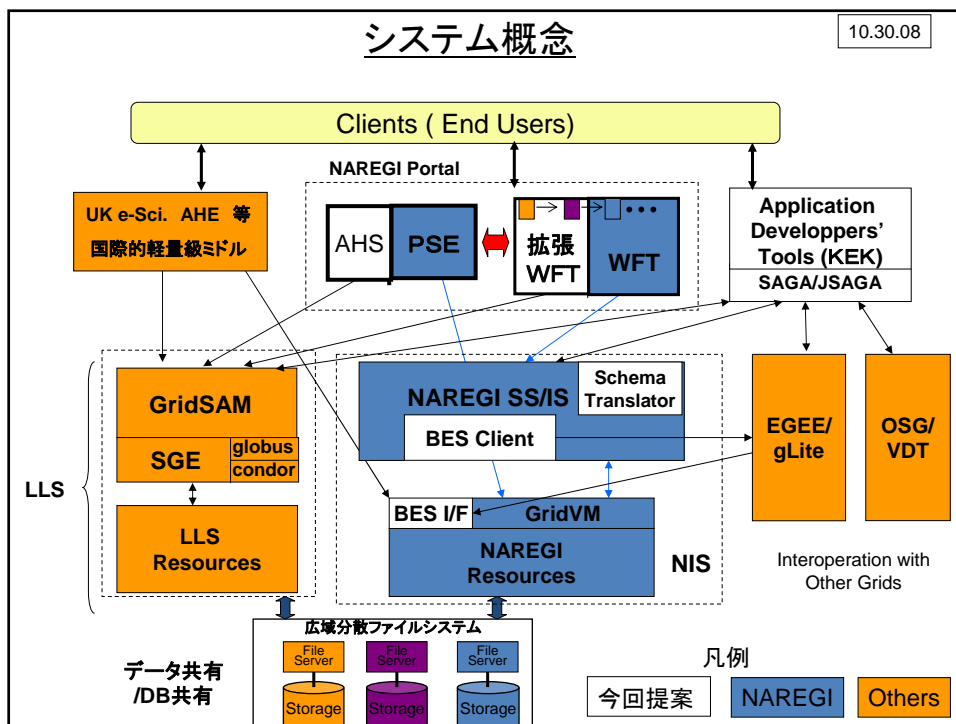 システム概念
10.30.08
Clients ( End Users)
NAREGI Portal
UK e-Sci. AHE 等
国際的軽量級ミドル
AHS
PSE
拡張
WFT
WFT
Application
Developpers'
Tools (KEK)
SAGA/JSAGA
GridSAM
SGE
globus
condor
LLS
LLS
Resources
NAREGI SS/IS
Schema
Translator
BES Client
BES I/F
GridVM
NAREGI
Resources
NIS
EGEE/
gLite
OSG/
VDT
Interoperation with
Other Grids
広域分散ファイルシステム
File
Server
File
Server
File
Server
Storage
Storage
Storage
データ共有
/DB共有
凡例
今回提案
NAREGI
Others